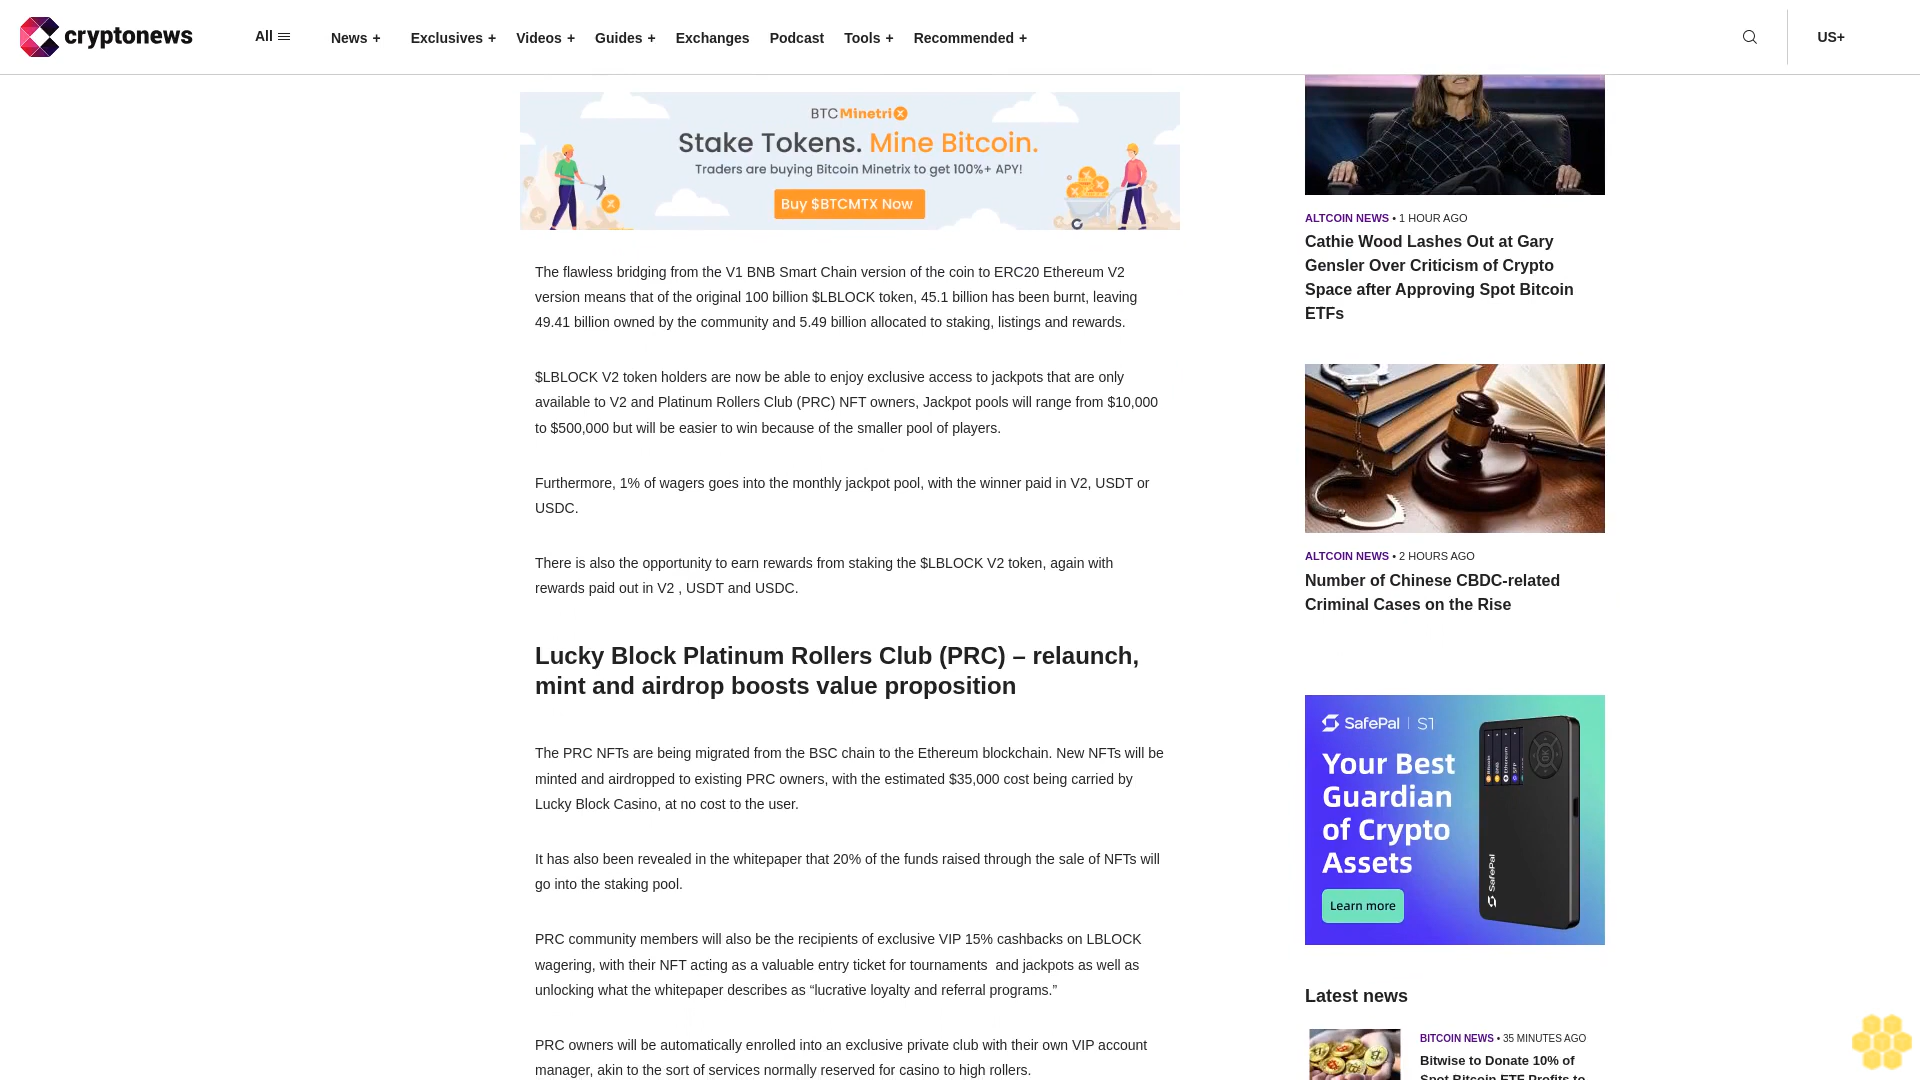 cryptonews
All
News +
Exclusives +
Videos +
Guides +
Exchanges
Podcast
Tools +
Recommended +
US+
BTC Minetrix
Stake Tokens. Mine Bitcoin.
Traders are buying Bitcoin Minetrix to get 100%+ APY!
Buy $BTCMTX Now
The flawless bridging from the V1 BNB Smart Chain version of the coin to ERC20 Ethereum V2
version means that of the original 100 billion $LBLOCK token, 45.1 billion has been burnt, leaving
49.41 billion owned by the community and 5.49 billion allocated to staking, listings and rewards.
$LBLOCK V2 token holders are now be able to enjoy exclusive access to jackpots that are only
available to V2 and Platinum Rollers Club (PRC) NFT owners, Jackpot pools will range from $10,000
to $500,000 but will be easier to win because of the smaller pool of players.
Furthermore, 1% of wagers goes into the monthly jackpot pool, with the winner paid in V2, USDT or
USDC.
There is also the opportunity to earn rewards from staking the $LBLOCK V2 token, again with
rewards paid out in V2 , USDT and USDC.
Lucky Block Platinum Rollers Club (PRC) – relaunch,
mint and airdrop boosts value proposition
The PRC NFTs are being migrated from the BSC chain to the Ethereum blockchain. New NFTs will be
minted and airdropped to existing PRC owners, with the estimated $35,000 cost being carried by
Lucky Block Casino, at no cost to the user.
It has also been revealed in the whitepaper that 20% of the funds raised through the sale of NFTs will
go into the staking pool.
PRC community members will also be the recipients of exclusive VIP 15% cashbacks on LBLOCK
wagering, with their NFT acting as a valuable entry ticket for tournaments  and jackpots as well as
unlocking what the whitepaper describes as “lucrative loyalty and referral programs.”
PRC owners will be automatically enrolled into an exclusive private club with their own VIP account
manager, akin to the sort of services normally reserved for casino to high rollers.
ALTCOIN NEWS • 1 HOUR AGO
Cathie Wood Lashes Out at Gary
Gensler Over Criticism of Crypto
Space after Approving Spot Bitcoin
ETFs
ALTCOIN NEWS • 2 HOURS AGO
Number of Chinese CBDC-related
Criminal Cases on the Rise
SafePal | S1
Your Best
Guardian
of Crypto
Assets
Learn more
Bitcoin
BNB
Ethereum
SFP
OK
SafePal
Latest news
BITCOIN NEWS • 35 MINUTES AGO
Bitwise to Donate 10% of
Spot Bitcoin ETF Profits to